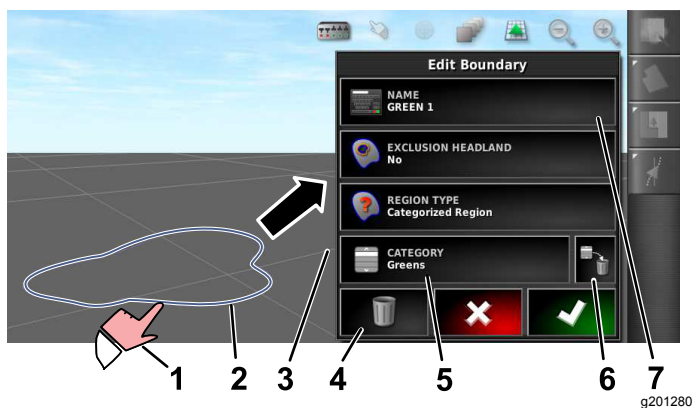 Edit Boundary
NAME
GREEN 1
EXCLUSION HEADLAND
No
REGION TYPE
Categorized Region
CATEGORY
Greens
1 2 3 4 5 6 7
g201280